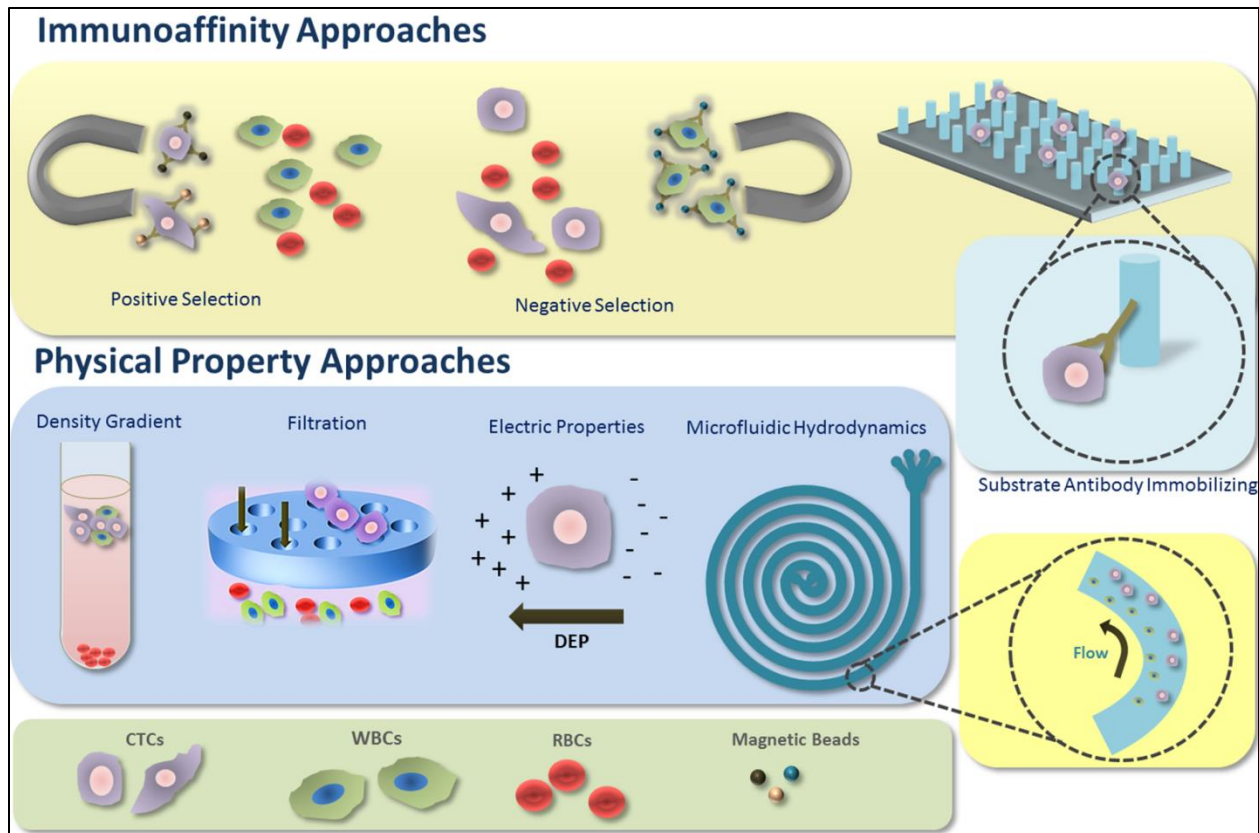 Immunoaffinity Approaches
Positive Selection
Negative Selection
Substrate Antibody Immobilizing
Physical Property Approaches
Density Gradient
Filtration
Electric Properties
Microfluidic Hydrodynamics
+ + + + + + +
- - - - - - - -
DEP
Flow
CTCs
WBCs
RBCs
Magnetic Beads